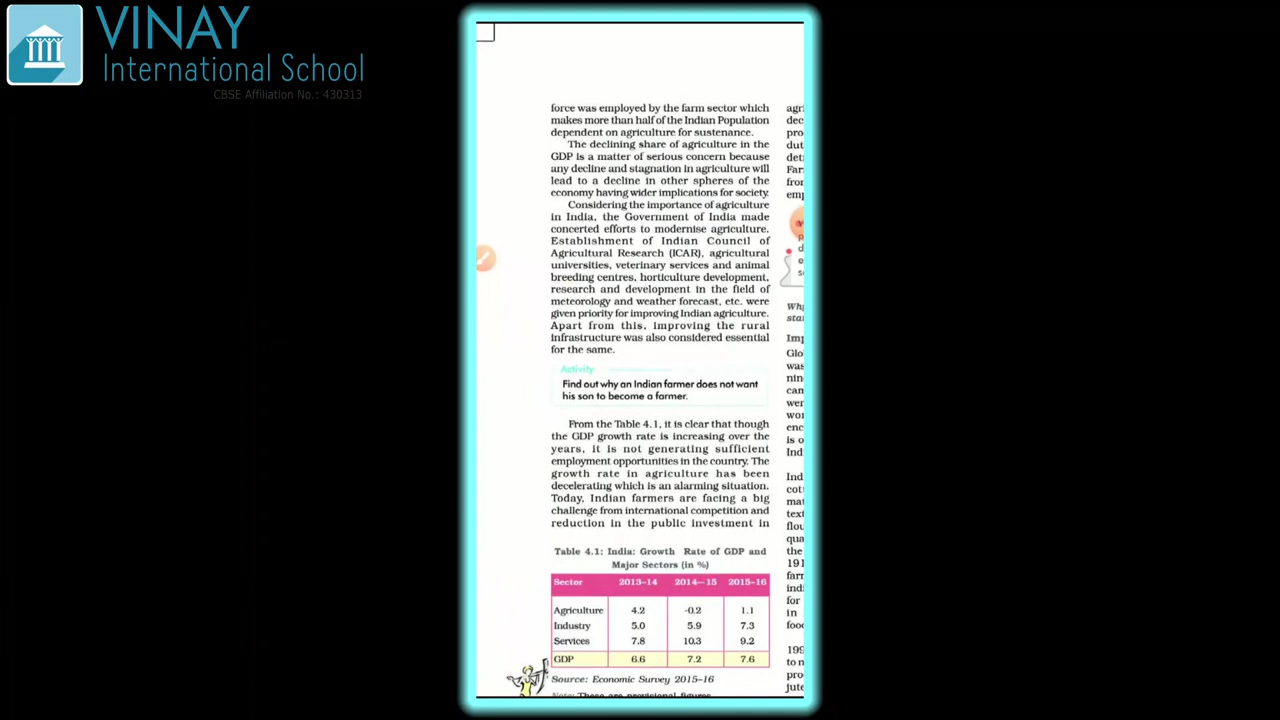 VINAY
International School
CBSE Affiliation No.: 430313
force was employed by the farm sector which
makes more than half of the Indian Population
dependent on agriculture for sustenance.
The declining share of agriculture in the
GDP is a matter of serious concern because
any decline and stagnation in agriculture will
lead to a decline in other spheres of the
economy having wider implications for society.
Considering the importance of agriculture
in India, the Government of India made
concerted efforts to modernise agriculture.
Establishment of Indian Council of
Agricultural Research (ICAR), agricultural
universities, veterinary services and animal
breeding centres, horticulture development,
research and development in the field of
meteorology and weather forecast, etc. were
given priority for improving Indian agriculture.
Apart from this, improving the rural
infrastructure was also considered essential
for the same.
Activity
Find out why an Indian farmer does not want
his son to become a farmer.
From the Table 4.1, it is clear that though
the GDP growth rate is increasing over the
years, it is not generating sufficient
employment opportunities in the country. The
growth rate in agriculture has been
decelerating which is an alarming situation.
Today, Indian farmers are facing a big
challenge from international competition and
reduction in the public investment in
Table 4.1: India: Growth Rate of GDP and
Major Sectors (in %)
Sector 2013-14 2014—15 2015-16
Agriculture 4.2 -0.2 1.1
Industry 5.0 5.9 7.3
Services 7.8 10.3 9.2
GDP 6.6 7.2 7.6
Source: Economic Survey 2015-16
Note: These are provisional figures